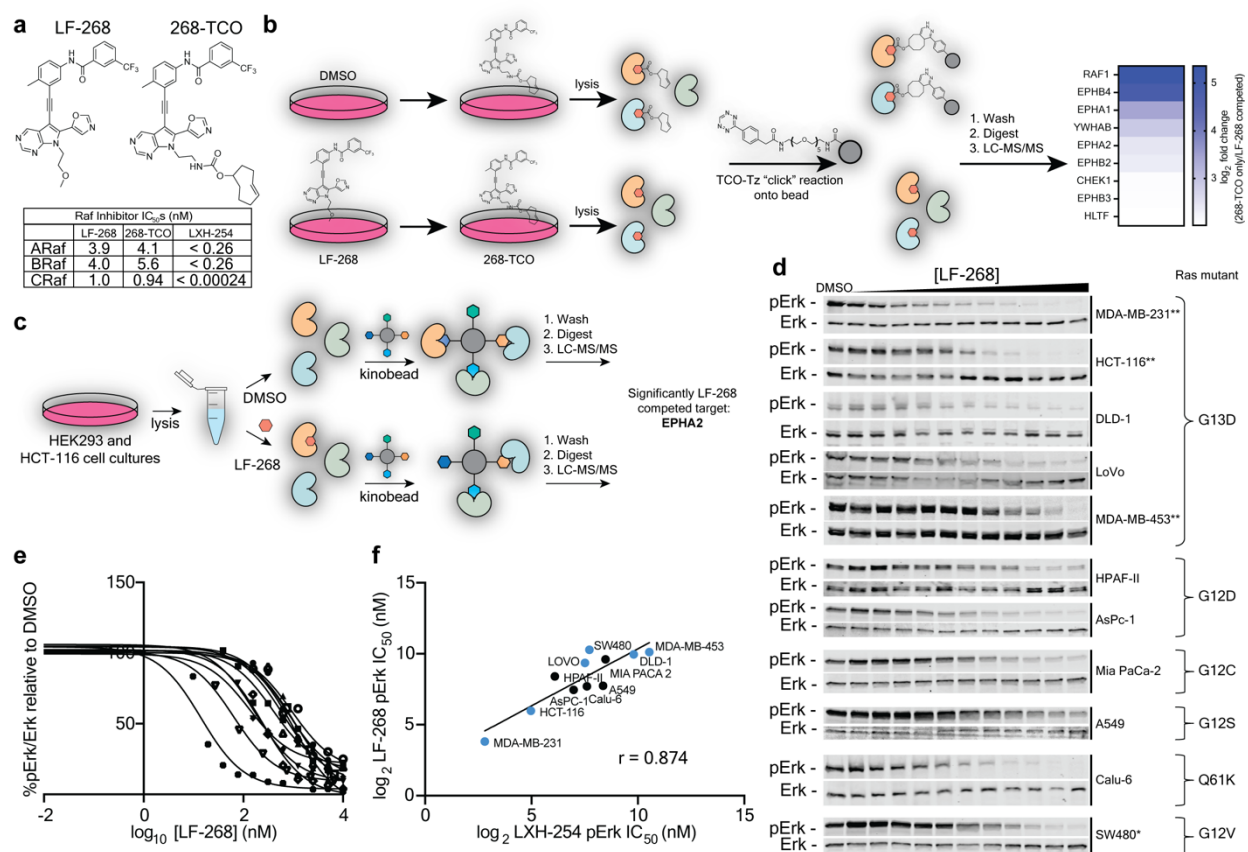 a
LF-268
268-TCO
Raf Inhibitor IC50s (nM)
LF-268 268-TCO LXH-254
ARaf 3.9 4.1 < 0.26
BRaf 4.0 5.6 < 0.26
CRaf 1.0 0.94 < 0.00024
b
DMSO
lysis
LF-268
268-TCO
lysis
TCO-Tz "click" reaction
onto bead
1. Wash
2. Digest
3. LC-MS/MS
RAF1
EPHB4
EPHA1
YWHAB
EPHA2
EPHB2
CHEK1
EPHB3
HLTF
5
4
3
log2 fold change
(268-TCO only/LF-268 competed)
c
HEK293 and
HCT-116 cell cultures
lysis
DMSO
LF-268
kinobead
kinobead
1. Wash
2. Digest
3. LC-MS/MS
1. Wash
2. Digest
3. LC-MS/MS
Significantly LF-268
competed target:
EPHA2
d
DMSO [LF-268] Ras mutant
pErk -
Erk -
MDA-MB-231**
pErk -
Erk -
HCT-116**
pErk -
Erk -
DLD-1
pErk -
Erk -
LoVo
pErk -
Erk -
MDA-MB-453**
G13D
pErk -
Erk -
HPAF-II
pErk -
Erk -
AsPc-1
G12D
pErk -
Erk -
Mia PaCa-2
G12C
pErk -
Erk -
A549
G12S
pErk -
Erk -
Calu-6
Q61K
pErk -
Erk -
SW480*
G12V
e
%pErk/Erk relative to DMSO
150
100
50
-2 0 2 4
log10 [LF-268] (nM)
f
log2 LF-268 pErk IC50 (nM)
15
10
5
0
0 5 10 15
log2 LXH-254 pErk IC50 (nM)
SW480
MDA-MB-453
LOVO
DLD-1
MIA PACA 2
HPAF-II
A549
AsPC-1
Calu-6
HCT-116
MDA-MB-231
r = 0.874